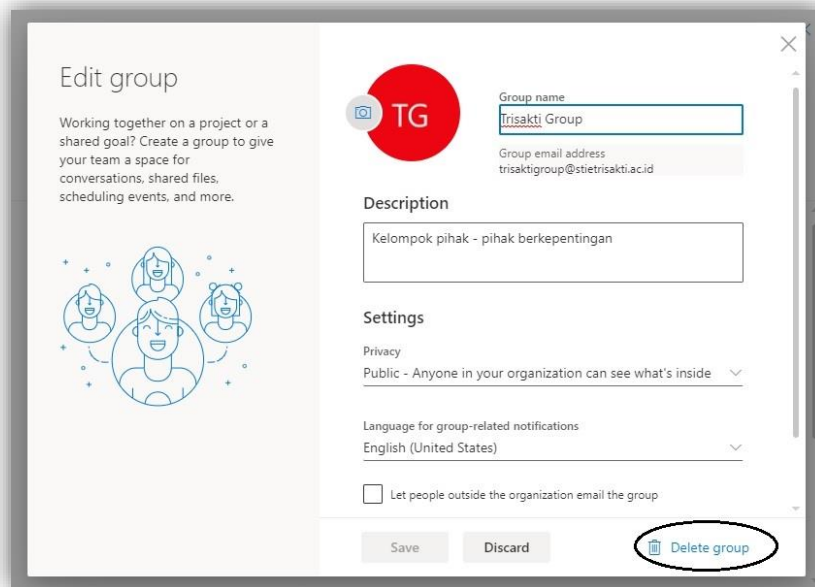 Edit group
Working together on a project or a
shared goal? Create a group to give
your team a space for
conversations, shared files,
scheduling events, and more.
TG
Group name
Trisakti Group
Group email address
trisaktigroup@stietrisakti.ac.id
Description
Kelompok pihak - pihak berkepentingan
Settings
Privacy
Public - Anyone in your organization can see what's inside
Language for group-related notifications
English (United States)
Let people outside the organization email the group
Save
Discard
Delete group